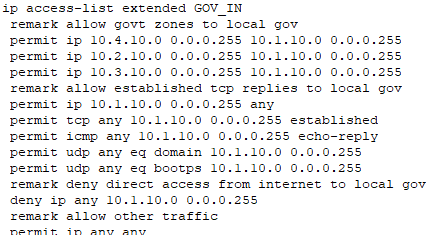 ip access-list extended GOV_IN
remark allow govt zones to local gov
permit ip 10.4.10.0 0.0.0.255 10.1.10.0 0.0.0.255
permit ip 10.2.10.0 0.0.0.255 10.1.10.0 0.0.0.255
permit ip 10.3.10.0 0.0.0.255 10.1.10.0 0.0.0.255
remark allow established tcp replies to local gov
permit ip 10.1.10.0 0.0.0.255 any
permit tcp any 10.1.10.0 0.0.0.255 established
permit icmp any 10.1.10.0 0.0.0.255 echo-reply
permit udp any eq domain 10.1.10.0 0.0.0.255
permit udp any eq bootps 10.1.10.0 0.0.0.255
remark deny direct access from internet to local gov
deny ip any 10.1.10.0 0.0.0.255
remark allow other traffic
permit ip any any